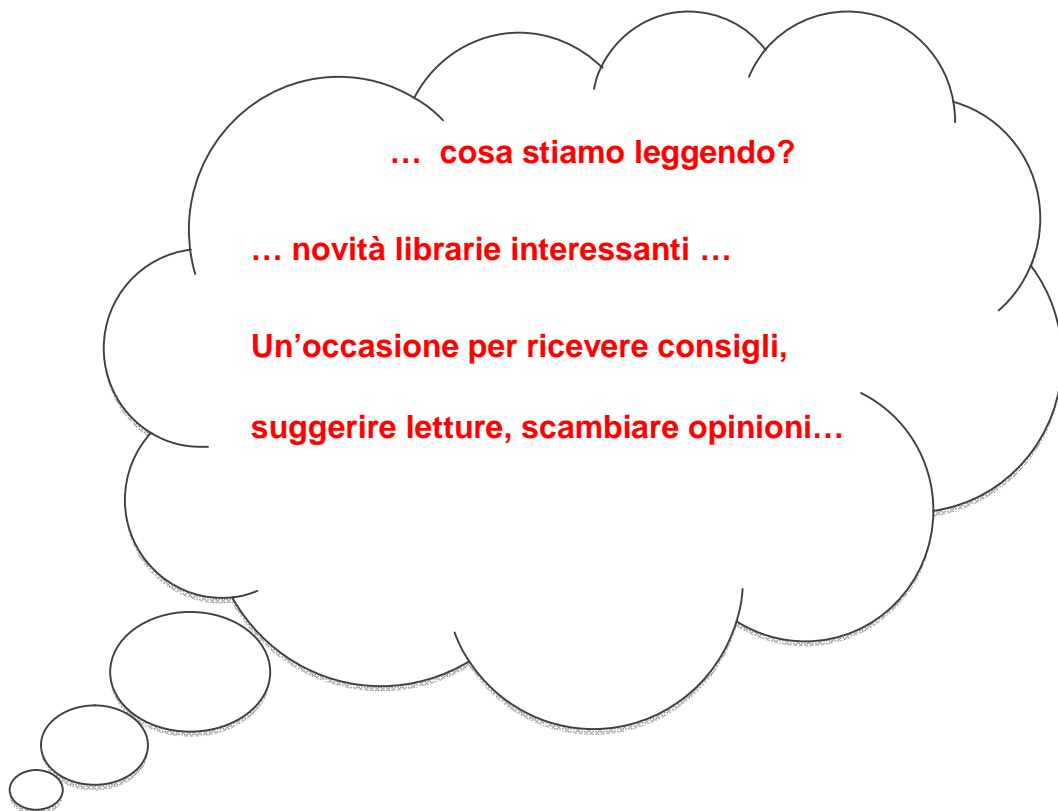 … cosa stiamo leggendo?
… novità librarie interessanti …
Un’occasione per ricevere consigli,
suggerire letture, scambiare opinioni…